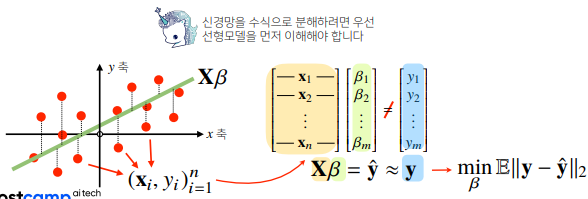 신경망을 수식으로 분해하려면 우선
선형모델을 먼저 이해해야 합니다
y 축
Xβ
x 축
(xᵢ, yᵢ)ⁿᵢ₌₁
— x₁ — β₁ y₁
— x₂ — β₂ ≠ y₂
⋮ ⋮ ⋮
— xₙ — βₘ yₘ
Xβ = ŷ ≈ y → min_β 𝔼‖y − ŷ‖₂
ostcamp ai tech